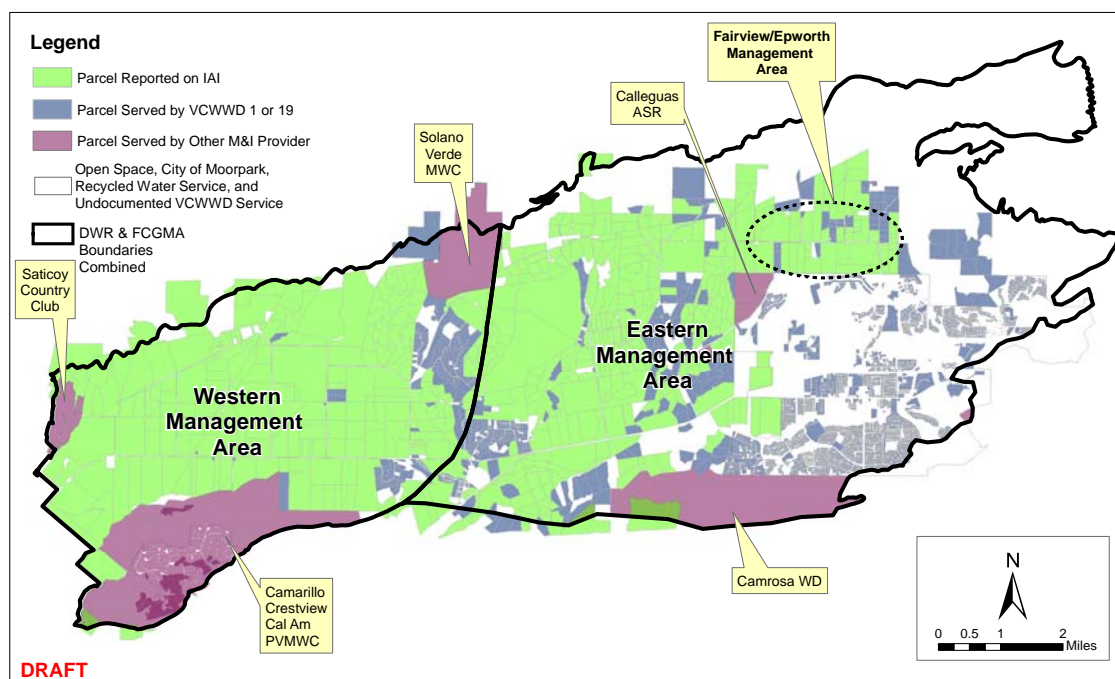 Legend
Parcel Reported on IAI
Parcel Served by VCWWD 1 or 19
Parcel Served by Other M&I Provider
Open Space, City of Moorpark,
Recycled Water Service, and
Undocumented VCWWD Service
DWR & FCGMA
Boundaries
Combined
Fairview/Epworth
Management
Area
Calleguas
ASR
Solano
Verde
MWC
Saticoy
Country
Club
Eastern
Management
Area
Western
Management
Area
Camarillo
Crestview
Cal Am
PVMWC
Camrosa WD
N
0 0.5 1 2
Miles
DRAFT